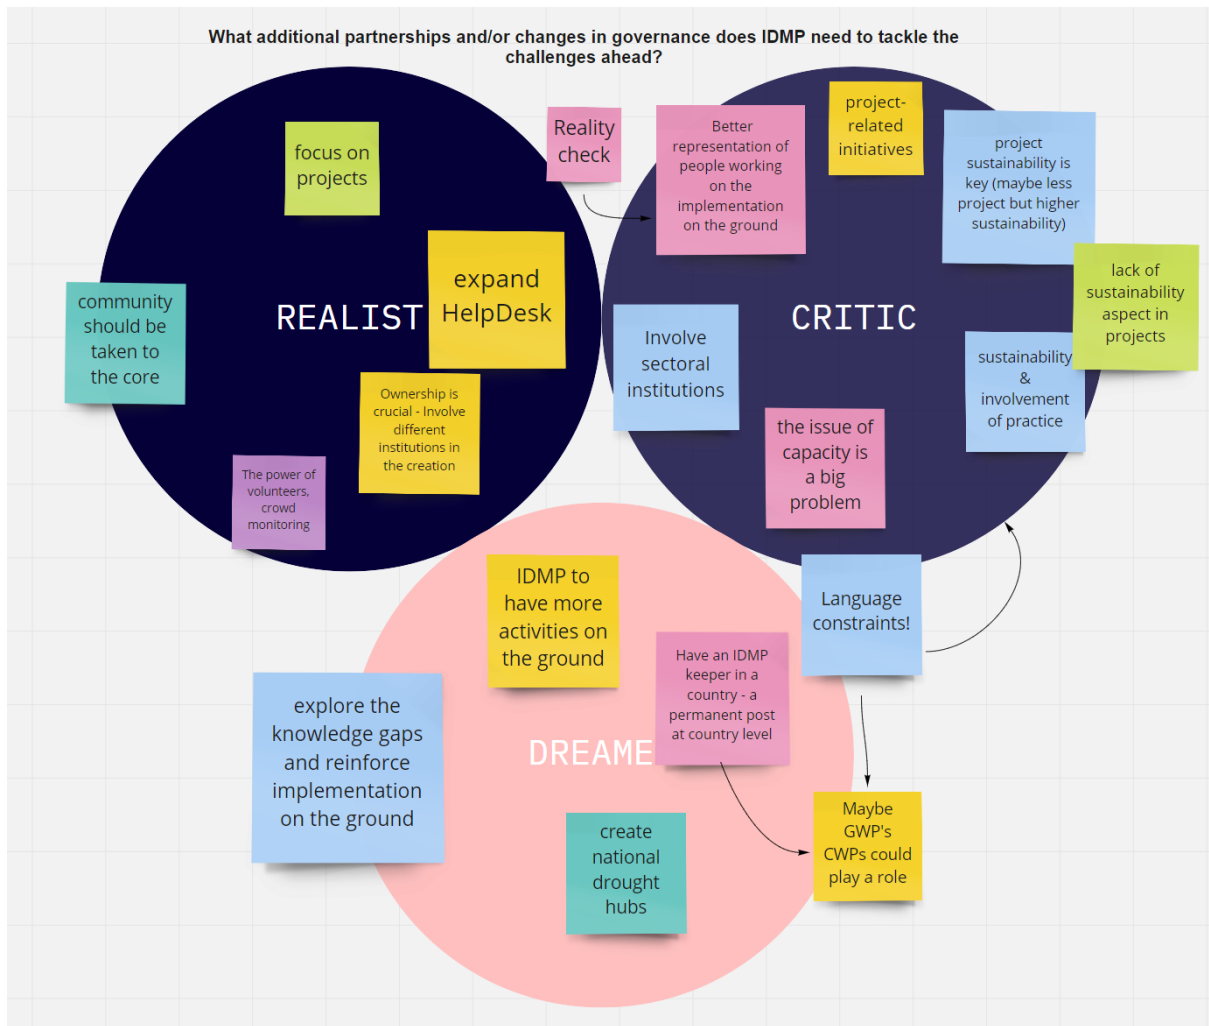 What additional partnerships and/or changes in governance does IDMP need to tackle the
challenges ahead?
focus on
projects
REALIST
expand
HelpDesk
community
should be
taken to
the core
Ownership is
crucial - Involve
different
institutions in
the creation
The power of
volunteers,
crowd
monitoring
Reality
check
Better
representation of
people working
on the
implementation
on the ground
project-
related
initiatives
project
sustainability is
key (maybe less
project but higher
sustainability)
lack of
sustainability
aspect in
projects
CRITIC
Involve
sectoral
institutions
sustainability
&
involvement
of practice
the issue of
capacity is
a big
problem
Language
constraints!
IDMP to
have more
activities on
the ground
Have an IDMP
keeper in a
country - a
permanent post
at country level
explore the
knowledge gaps
and reinforce
implementation
on the ground
DREAME
create
national
drought
hubs
Maybe
GWP's
CWPs could
play a role